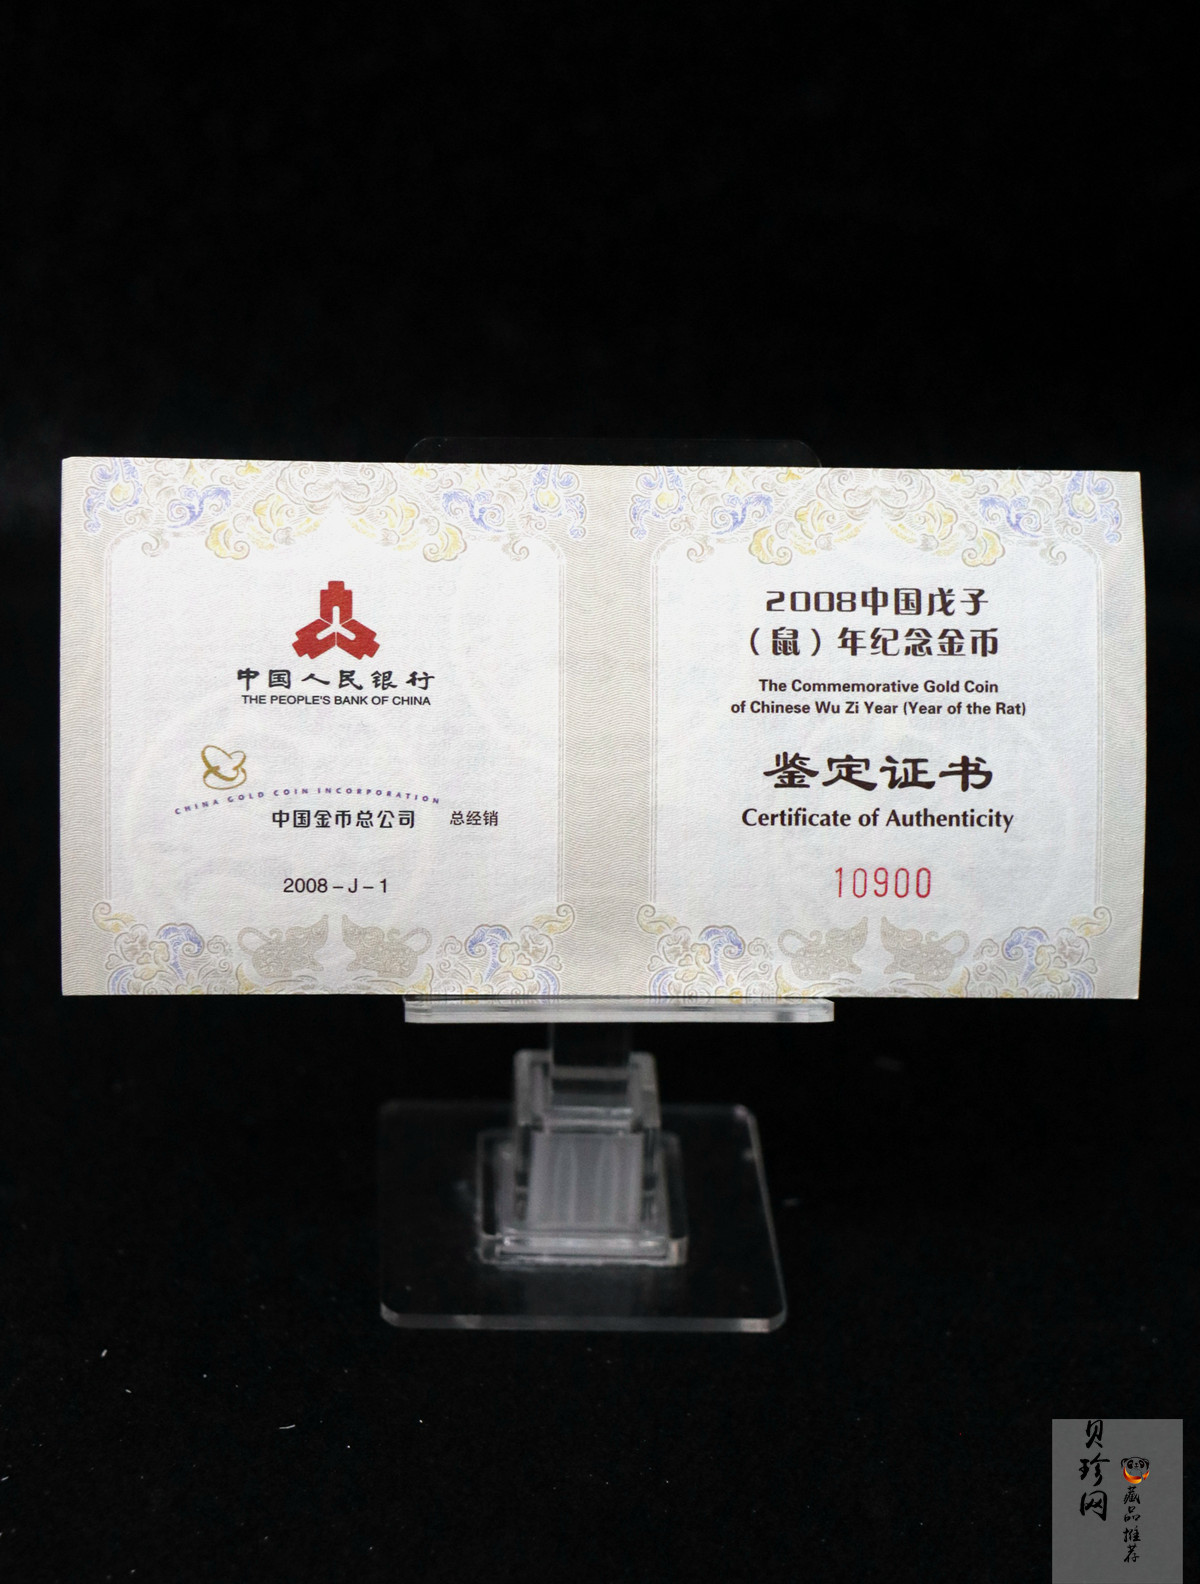 中国人民银行
THE PEOPLE'S BANK OF CHINA
CHINA GOLD COIN INCORPORATION
中国金币总公司 总经销
2008-J-1
2008中国戊子
（鼠）年纪念金币
The Commemorative Gold Coin
of Chinese Wu Zi Year (Year of the Rat)
鉴定证书
Certificate of Authenticity
10900
贝珍网
藏品推荐